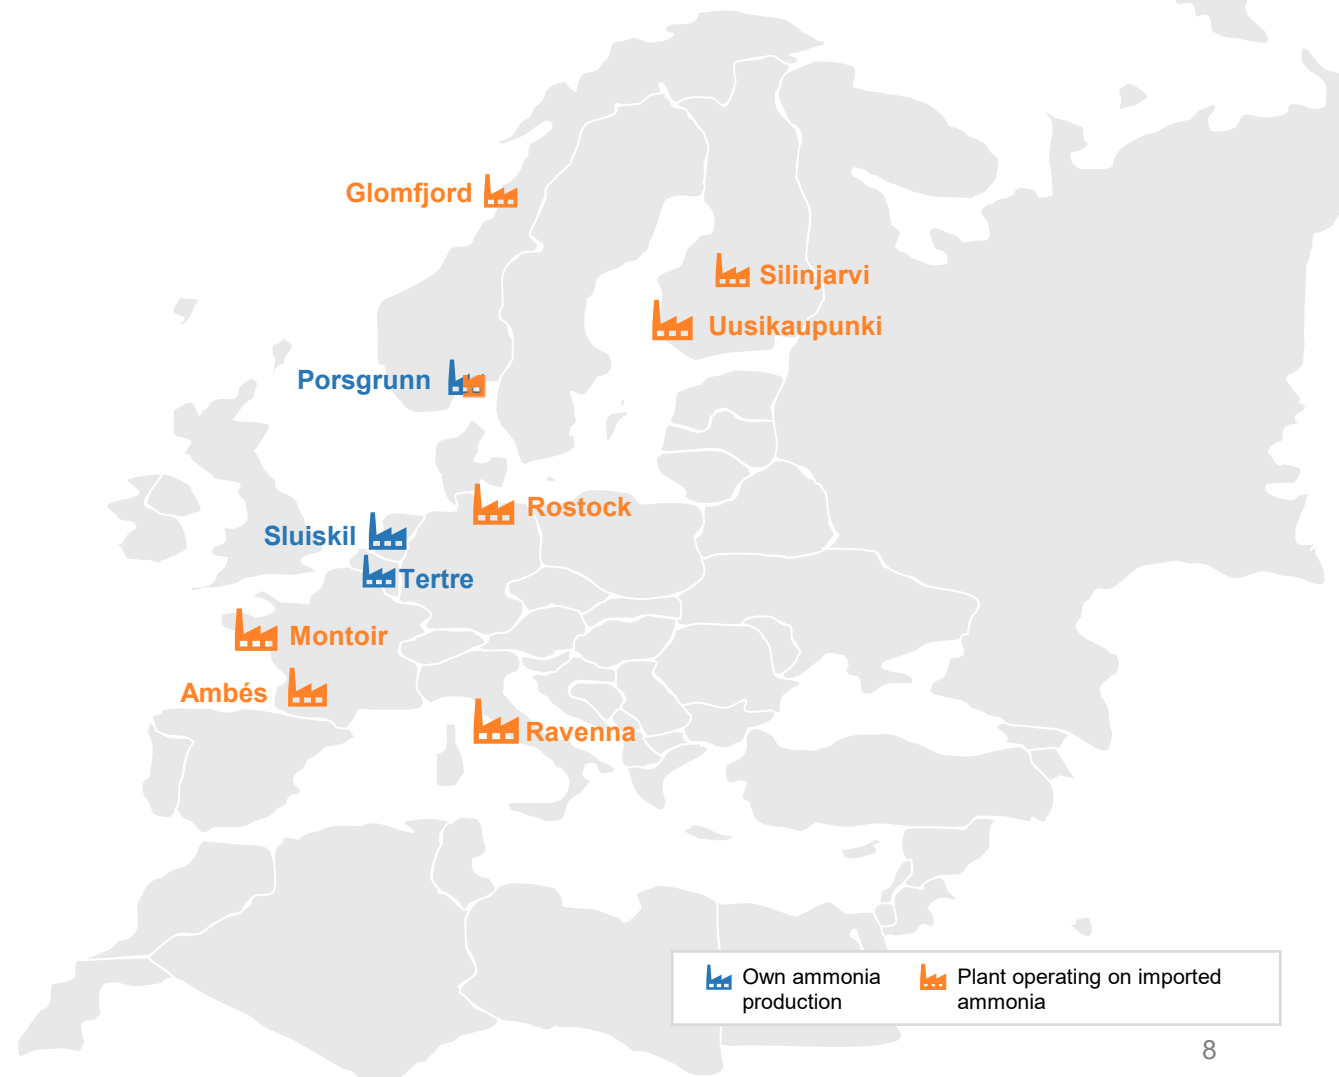 Glomfjord
Silinjarvi
Uusikaupunki
Porsgrunn
Rostock
Sluiskil
Tertre
Montoir
Ambés
Ravenna
Own ammonia
production
Plant operating on imported
ammonia
8